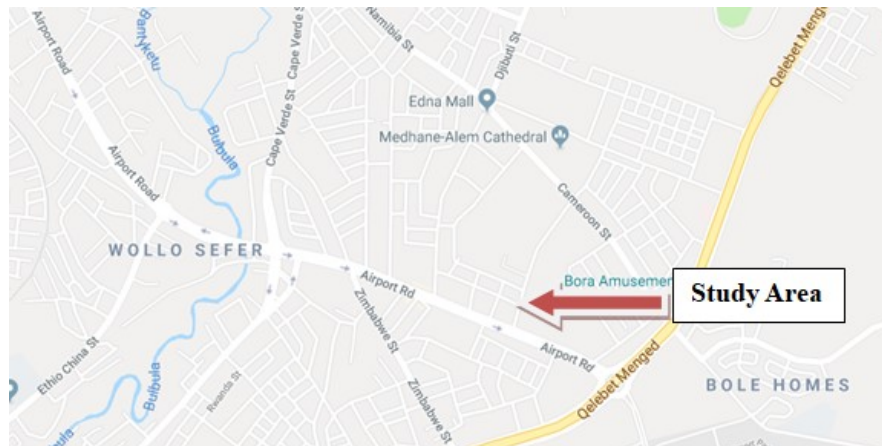 Namibia St
Djibuti St
Qelebet Menged
Airport Road
Bantyketu
Cape Verde St
Edna Mall
Bulbula
Medhane-Alem Cathedral
Airport Road
Cape Verde St
Cameroon St
WOLLO SEFER
Bora Amusemen
Study Area
Airport Rd
Zimbabwe St
Airport Rd
Ethio China St
Rwanda St
Qelebet Menged
BOLE HOMES
Zimbabwe St
Bulbula